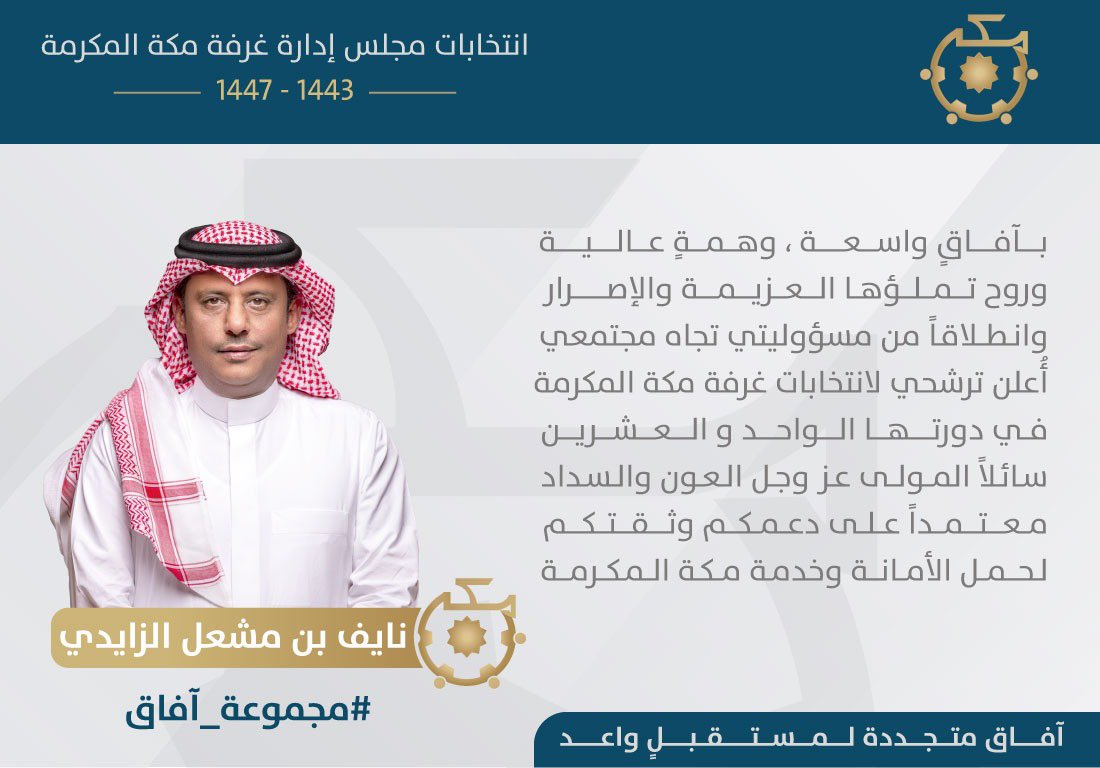 انتخابات مجلس إدارة غرفة مكة المكرمة
1443 - 1447
مكة
بآفاقٍ واسعة ، وهمةٍ عالية
وروح تملؤها العزيمة والإصرار
وانطلاقاً من مسؤوليتي تجاه مجتمعي
أُعلن ترشحي لانتخابات غرفة مكة المكرمة
في دورتها الواحد و العشرين
سائلاً المولى عز وجل العون والسداد
معتمداً على دعمكم وثقتكم
لحمل الأمانة وخدمة مكة المكرمة
مكة
نايف بن مشعل الزايدي
#مجموعة_آفاق
آفاق متجددة لمستقبلٍ واعد